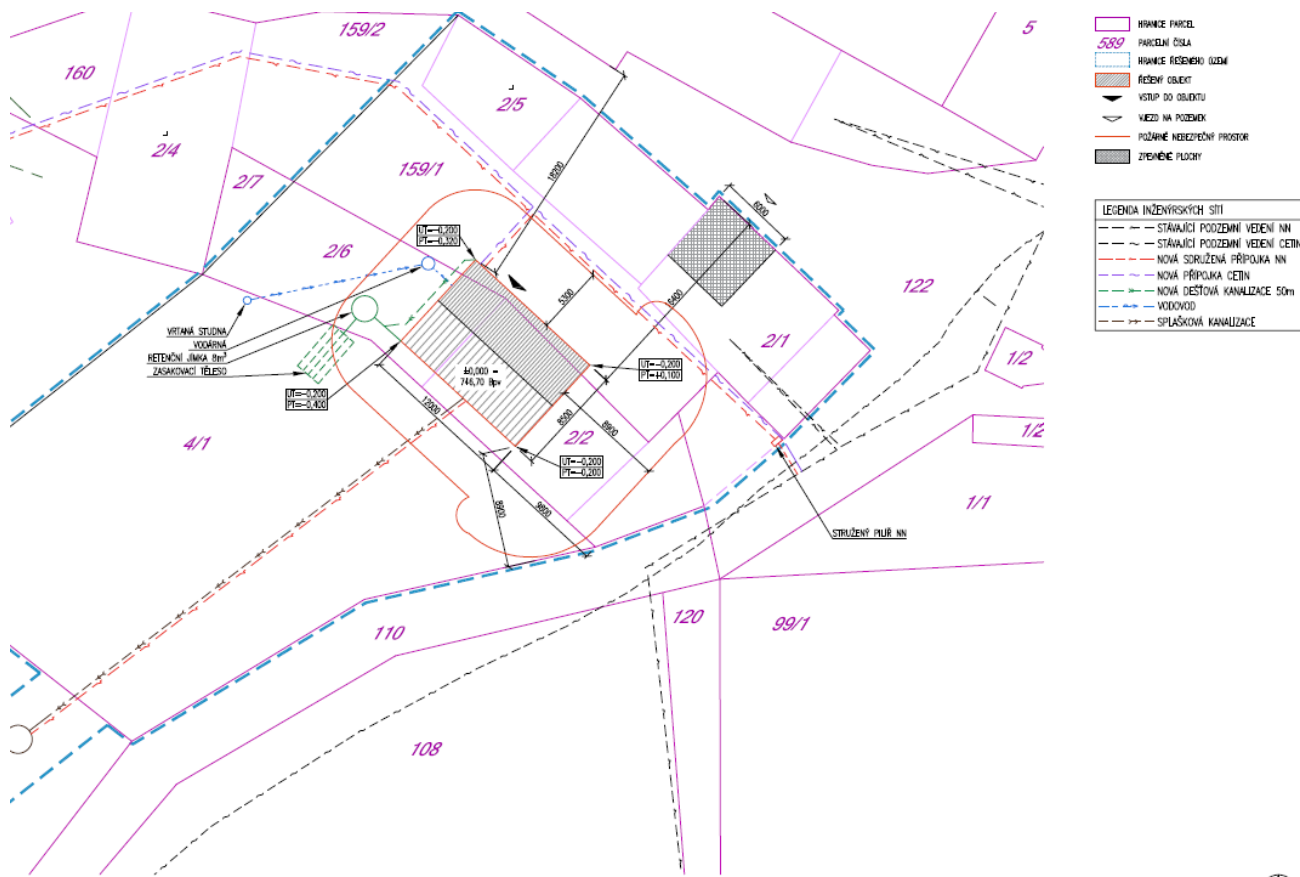 159/2
5
160
2/5
2/4
2/7
159/1
18200
6000
UT=-0,200
PT=-0,320
2/6
5300
6400
122
2/1
VRTANÁ STUDNA
VODÁRNA
RETENČNÍ JÍMKA 8m³
ZASAKOVACÍ TĚLESO
±0,000 =
746,70 Bpv
UT=-0,200
PT=±0,100
1/2
UT=-0,200
PT=-0,400
12000
8500
8900
2/2
4/1
1/2
UT=-0,200
PT=-0,200
8900
9800
1/1
STRUŽENÝ PILÍŘ NN
110
120
99/1
108
HRANICE PARCEL
589 PARCELNÍ ČÍSLA
HRANICE ŘEŠENÉHO ÚZEMÍ
ŘEŠENÝ OBJEKT
VSTUP DO OBJEKTU
VJEZD NA POZEMEK
POŽÁRNĚ NEBEZPEČNÝ PROSTOR
ZPEVNĚNÉ PLOCHY
LEGENDA INŽENÝRSKÝCH SÍTÍ
STÁVAJÍCÍ PODZEMNÍ VEDENÍ NN
STÁVAJÍCÍ PODZEMNÍ VEDENÍ CETIN
NOVÁ SDRUŽENÁ PŘÍPOJKA NN
NOVÁ PŘÍPOJKA CETIN
NOVÁ DEŠŤOVÁ KANALIZACE 50m
VODOVOD
SPLAŠKOVÁ KANALIZACE